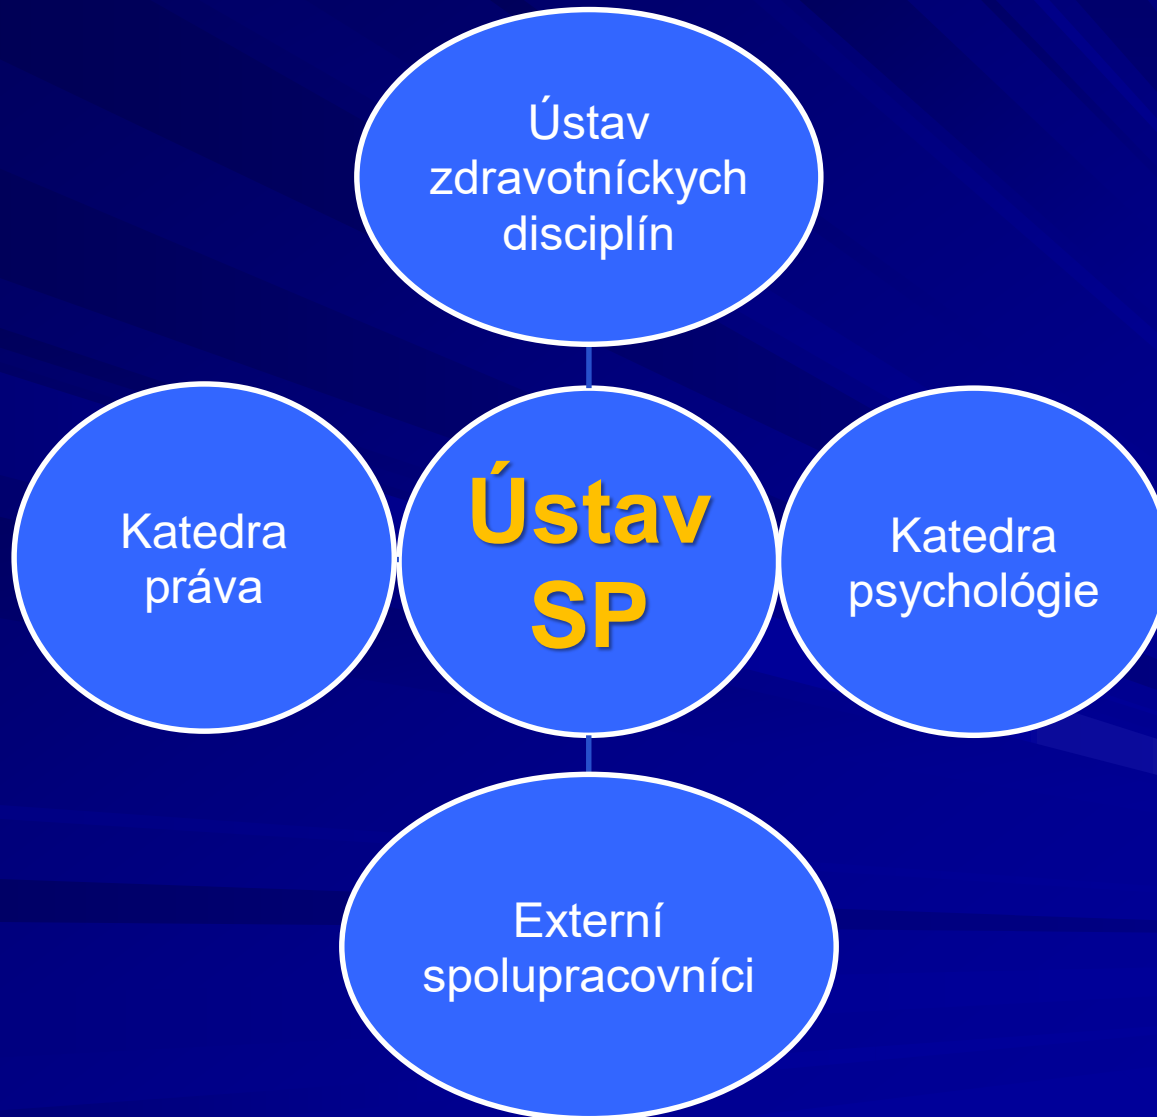 Ústav
zdravotníckych
disciplín
Katedra
práva
Ústav
SP
Katedra
psychológie
Externí
spolupracovníci